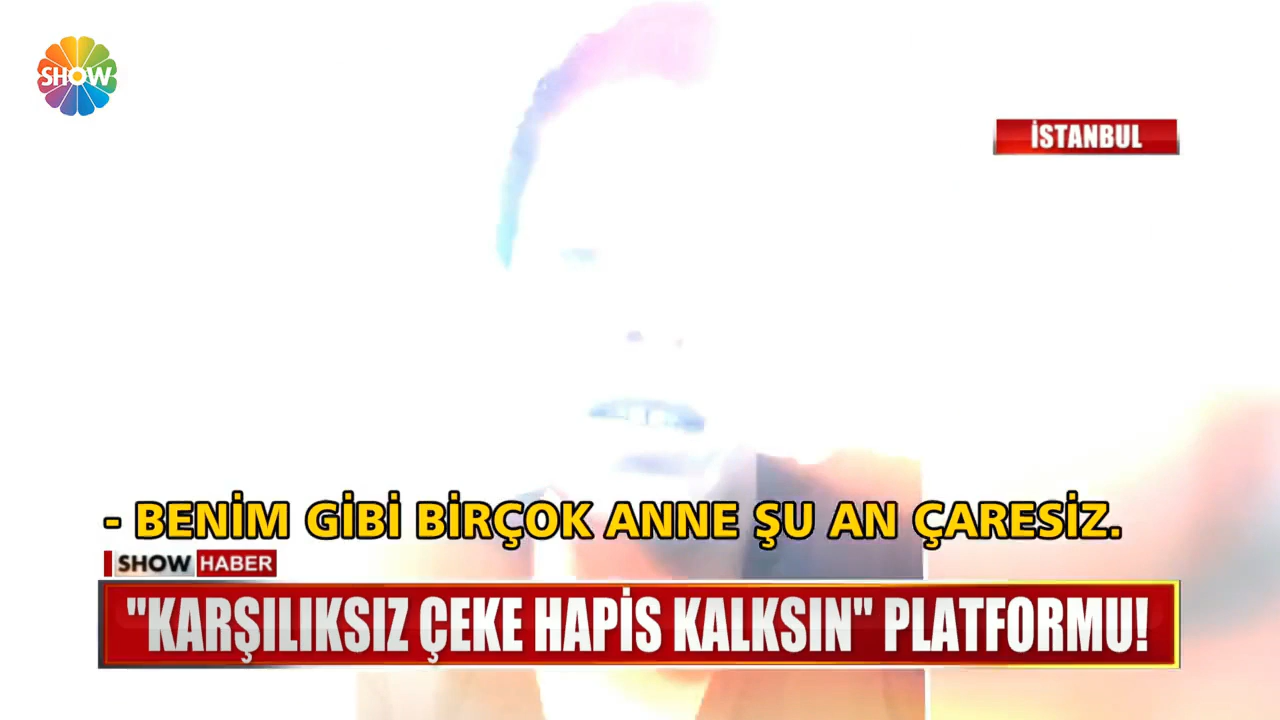 SHOW
İSTANBUL
- BENİM GİBİ BİRÇOK ANNE ŞU AN ÇARESİZ.
SHOW HABER
"KARŞILIKSIZ ÇEKE HAPİS KALKSIN" PLATFORMU!